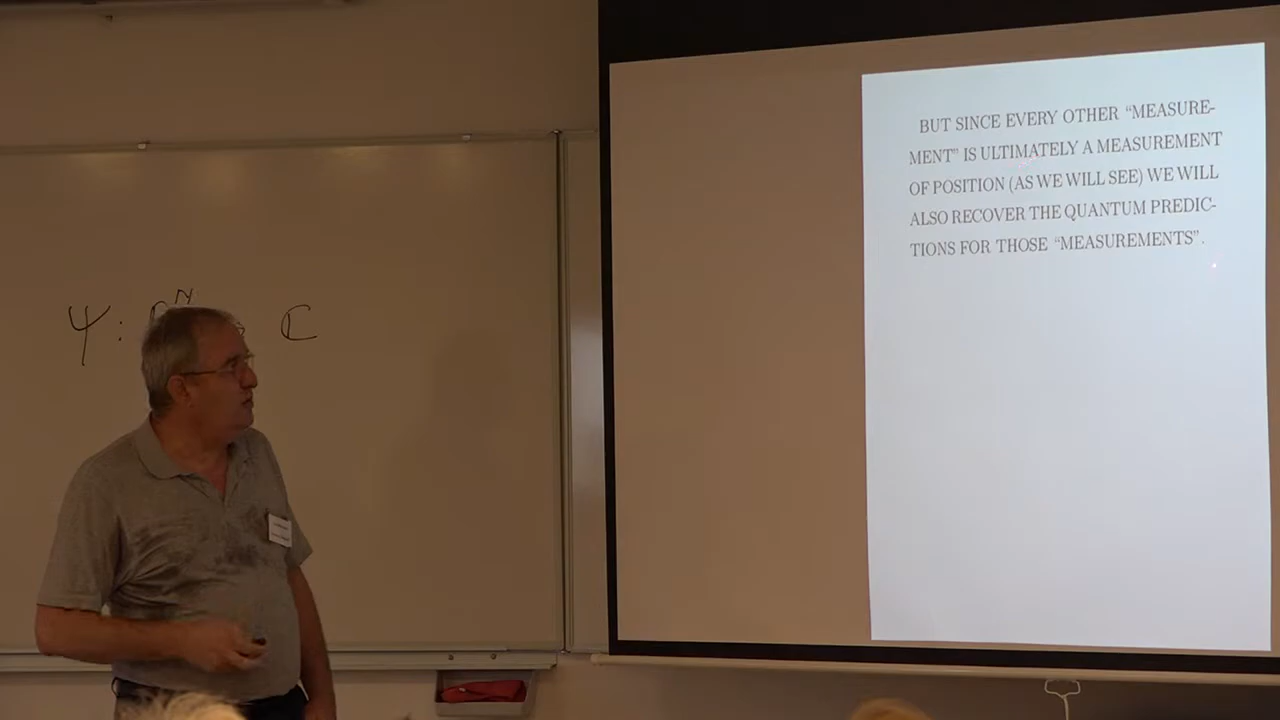 BUT SINCE EVERY OTHER “MEASURE-
MENT” IS ULTIMATELY A MEASUREMENT
OF POSITION (AS WE WILL SEE) WE WILL
ALSO RECOVER THE QUANTUM PREDIC-
TIONS FOR THOSE “MEASUREMENTS”.
Ψ: N ℂ